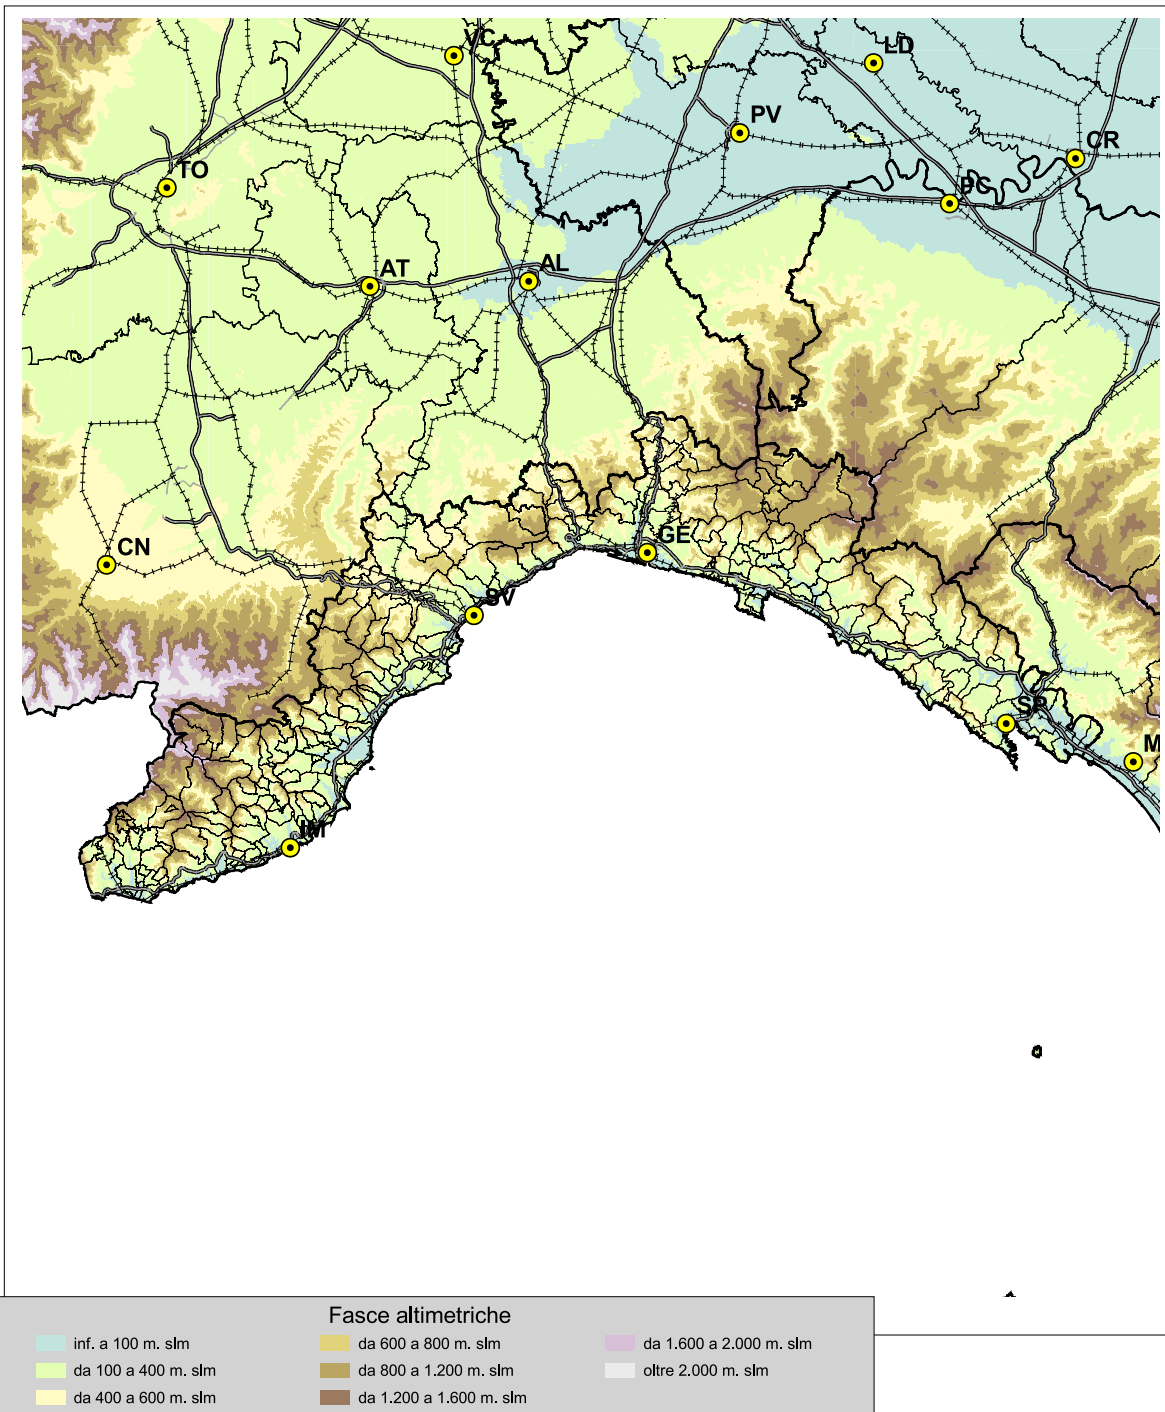 VC
LD
PV
CR
TO
PC
AT
AL
GE
CN
SV
SP
M
IM
Fasce altimetriche
inf. a 100 m. slm
da 100 a 400 m. slm
da 400 a 600 m. slm
da 600 a 800 m. slm
da 800 a 1.200 m. slm
da 1.200 a 1.600 m. slm
da 1.600 a 2.000 m. slm
oltre 2.000 m. slm